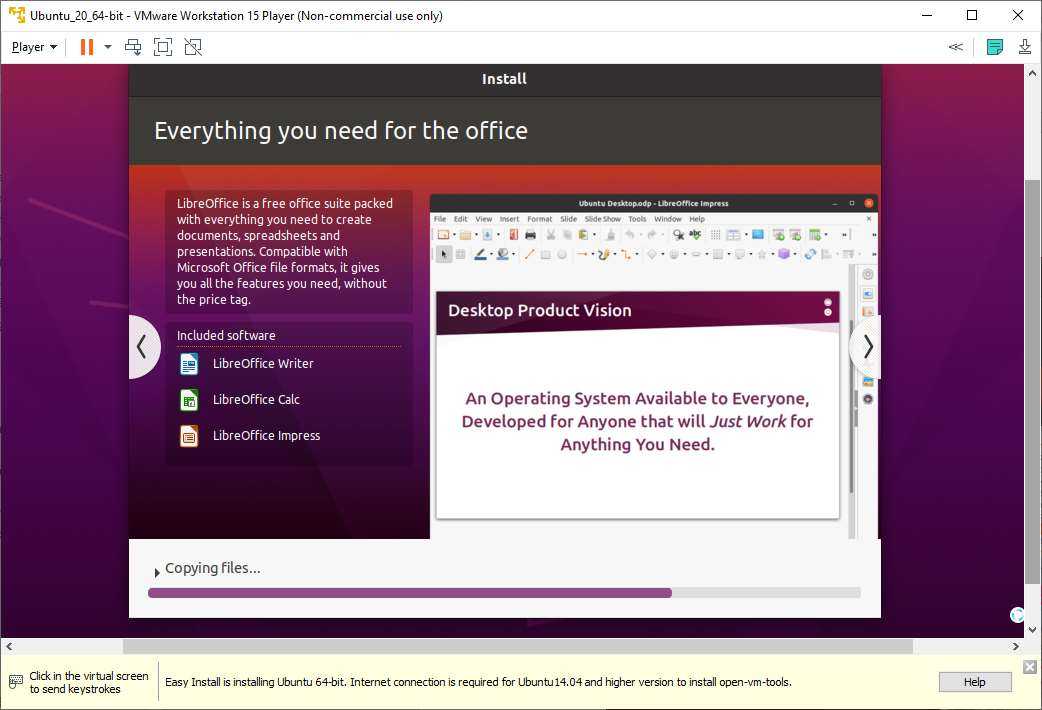 Ubuntu_20_64-bit - VMware Workstation 15 Player (Non-commercial use only)
Player
Install
Everything you need for the office
LibreOffice is a free office suite packed
with everything you need to create
documents, spreadsheets and
presentations. Compatible with
Microsoft Office file formats, it gives
you all the features you need, without
the price tag.
Included software
LibreOffice Writer
LibreOffice Calc
LibreOffice Impress
Ubuntu Desktop.odp - LibreOffice Impress
File Edit View Insert Format Slide Slide Show Tools Window Help
Desktop Product Vision
An Operating System Available to Everyone,
Developed for Anyone that will Just Work for
Anything You Need.
Copying files...
Click in the virtual screen
to send keystrokes
Easy Install is installing Ubuntu 64-bit. Internet connection is required for Ubuntu14.04 and higher version to install open-vm-tools.
Help